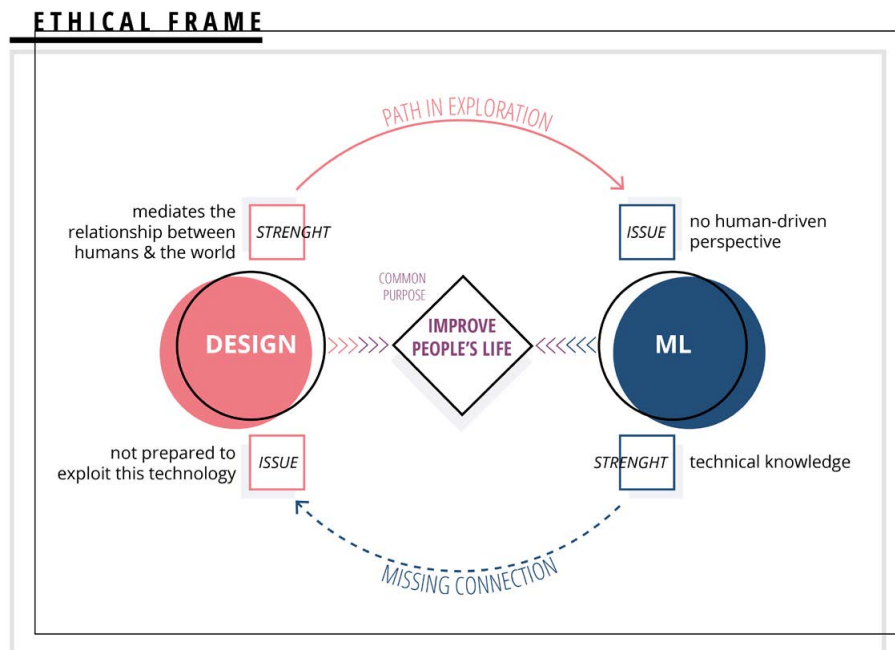 ETHICAL FRAME
PATH IN EXPLORATION
mediates the
relationship between
humans & the world
STRENGHT
ISSUE
no human-driven
perspective
COMMON
PURPOSE
DESIGN
IMPROVE
PEOPLE'S LIFE
ML
not prepared to
exploit this technology
ISSUE
STRENGHT
technical knowledge
MISSING CONNECTION